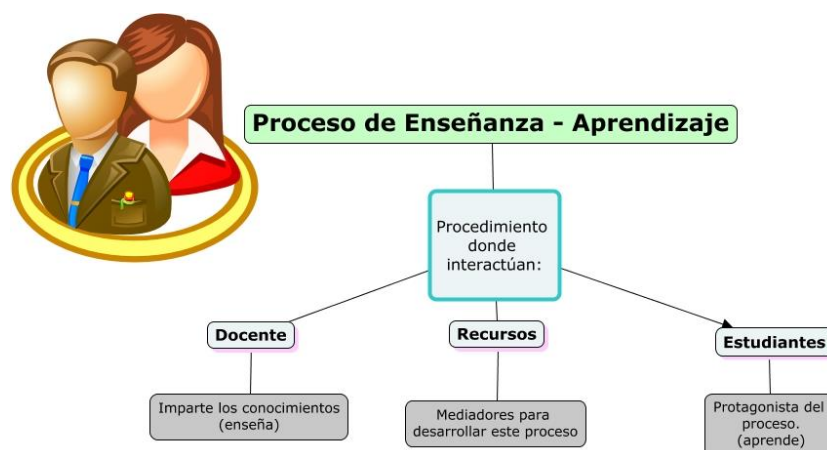 Proceso de Enseñanza - Aprendizaje
Procedimiento
donde
interactúan:
Docente
Recursos
Estudiantes
Imparte los conocimientos
(enseña)
Mediadores para
desarrollar este proceso
Protagonista del
proceso.
(aprende)